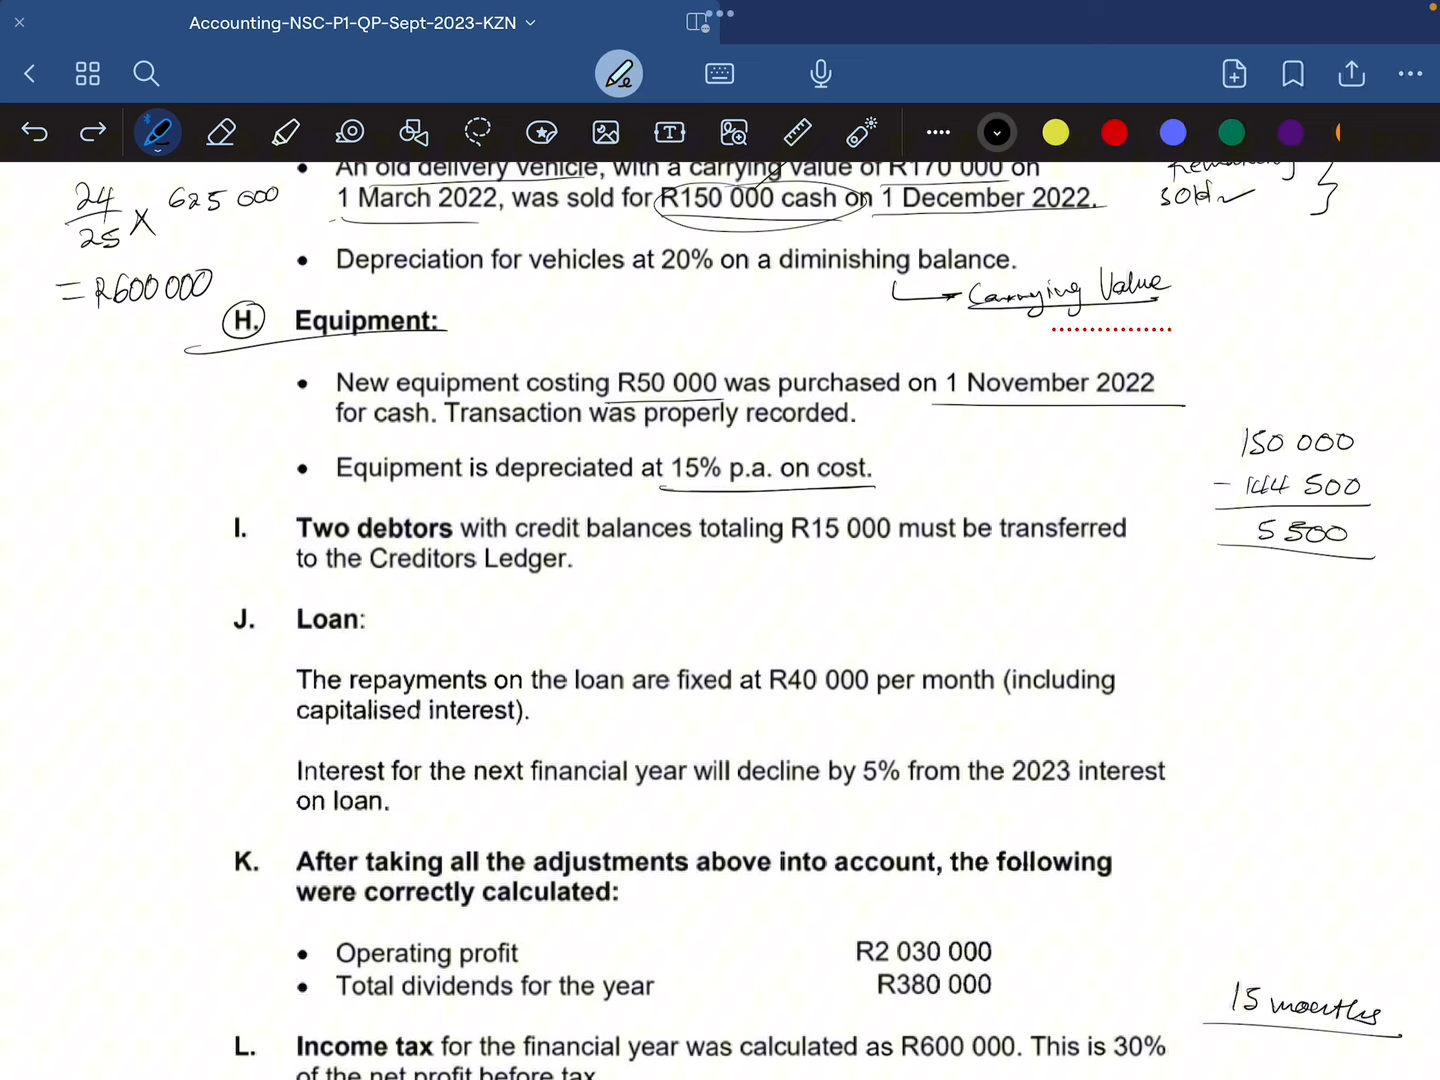 Accounting-NSC-P1-QP-Sept-2023-KZN
• An old delivery vehicle, with a carrying value of R170 000 on
1 March 2022, was sold for R150 000 cash on 1 December 2022.
Remaining
Sold
24/25 × 625 000
= R600 000
• Depreciation for vehicles at 20% on a diminishing balance.
Carrying Value
H. Equipment:
• New equipment costing R50 000 was purchased on 1 November 2022
for cash. Transaction was properly recorded.
• Equipment is depreciated at 15% p.a. on cost.
150 000
- 144 500
5 500
I. Two debtors with credit balances totaling R15 000 must be transferred
to the Creditors Ledger.
J. Loan:
The repayments on the loan are fixed at R40 000 per month (including
capitalised interest).
Interest for the next financial year will decline by 5% from the 2023 interest
on loan.
K. After taking all the adjustments above into account, the following
were correctly calculated:
• Operating profit R2 030 000
• Total dividends for the year R380 000
15 months
L. Income tax for the financial year was calculated as R600 000. This is 30%
of the net profit before tax